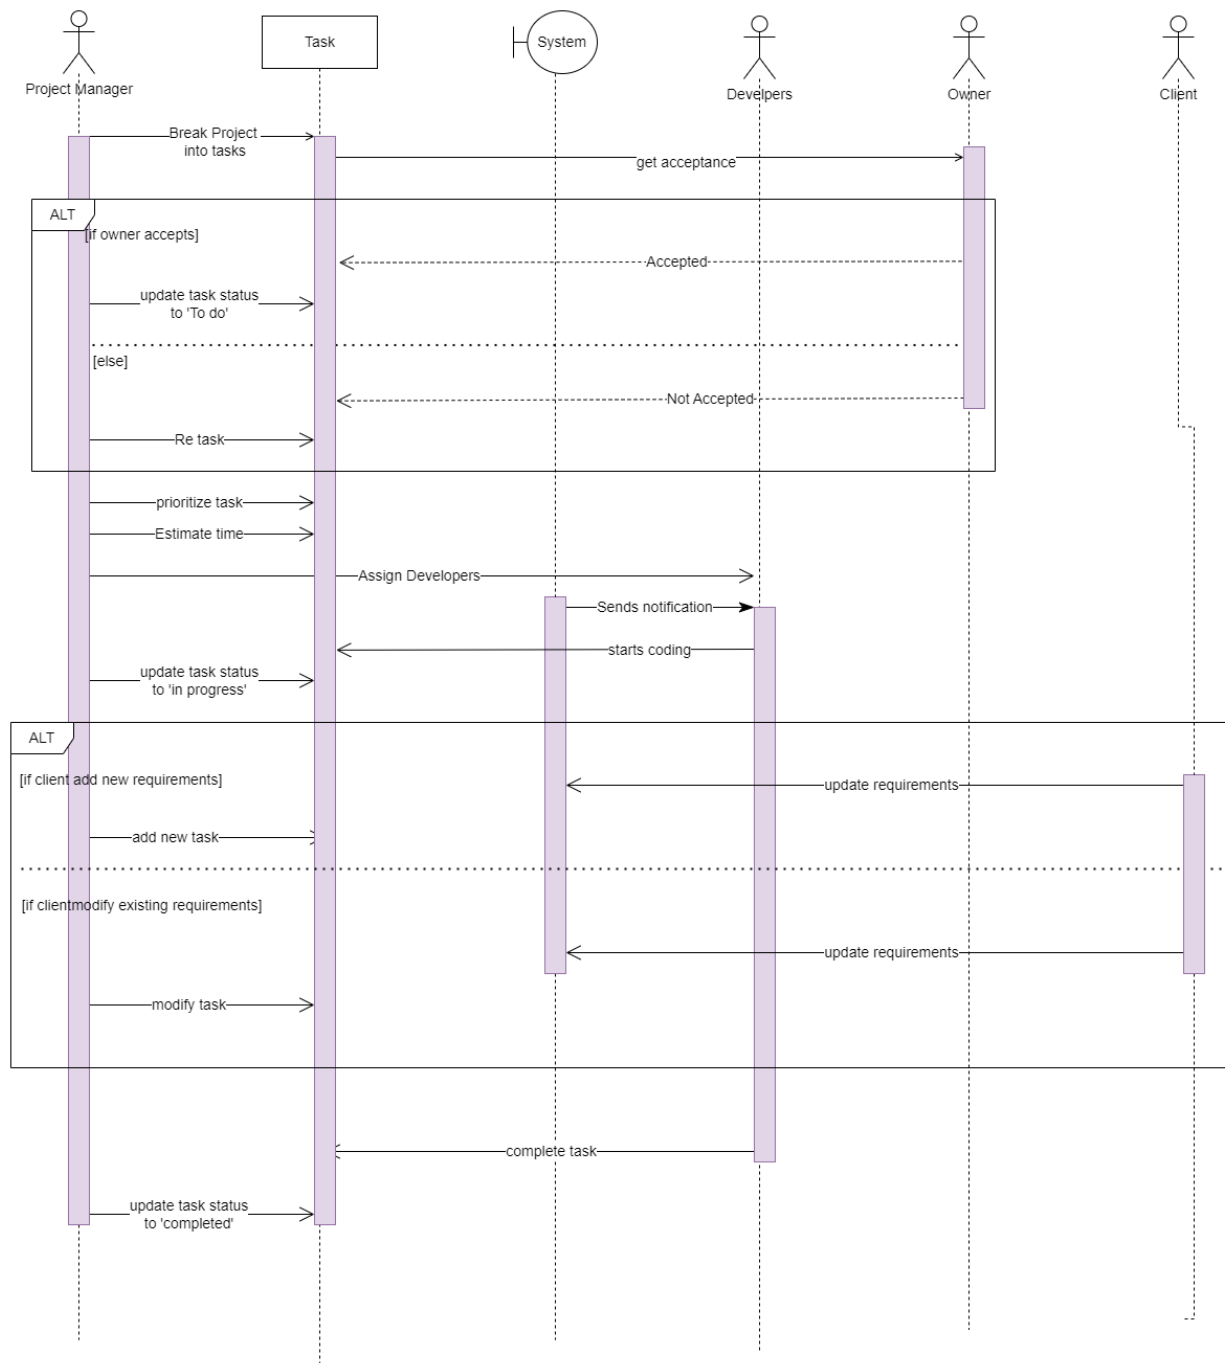 Project Manager
Task
System
Develpers
Owner
Client
Break Project
into tasks
get acceptance
ALT
[if owner accepts]
Accepted
update task status
to 'To do'
[else]
Not Accepted
Re task
prioritize task
Estimate time
Assign Developers
Sends notification
starts coding
update task status
to 'in progress'
ALT
[if client add new requirements]
update requirements
add new task
[if clientmodify existing requirements]
update requirements
modify task
complete task
update task status
to 'completed'